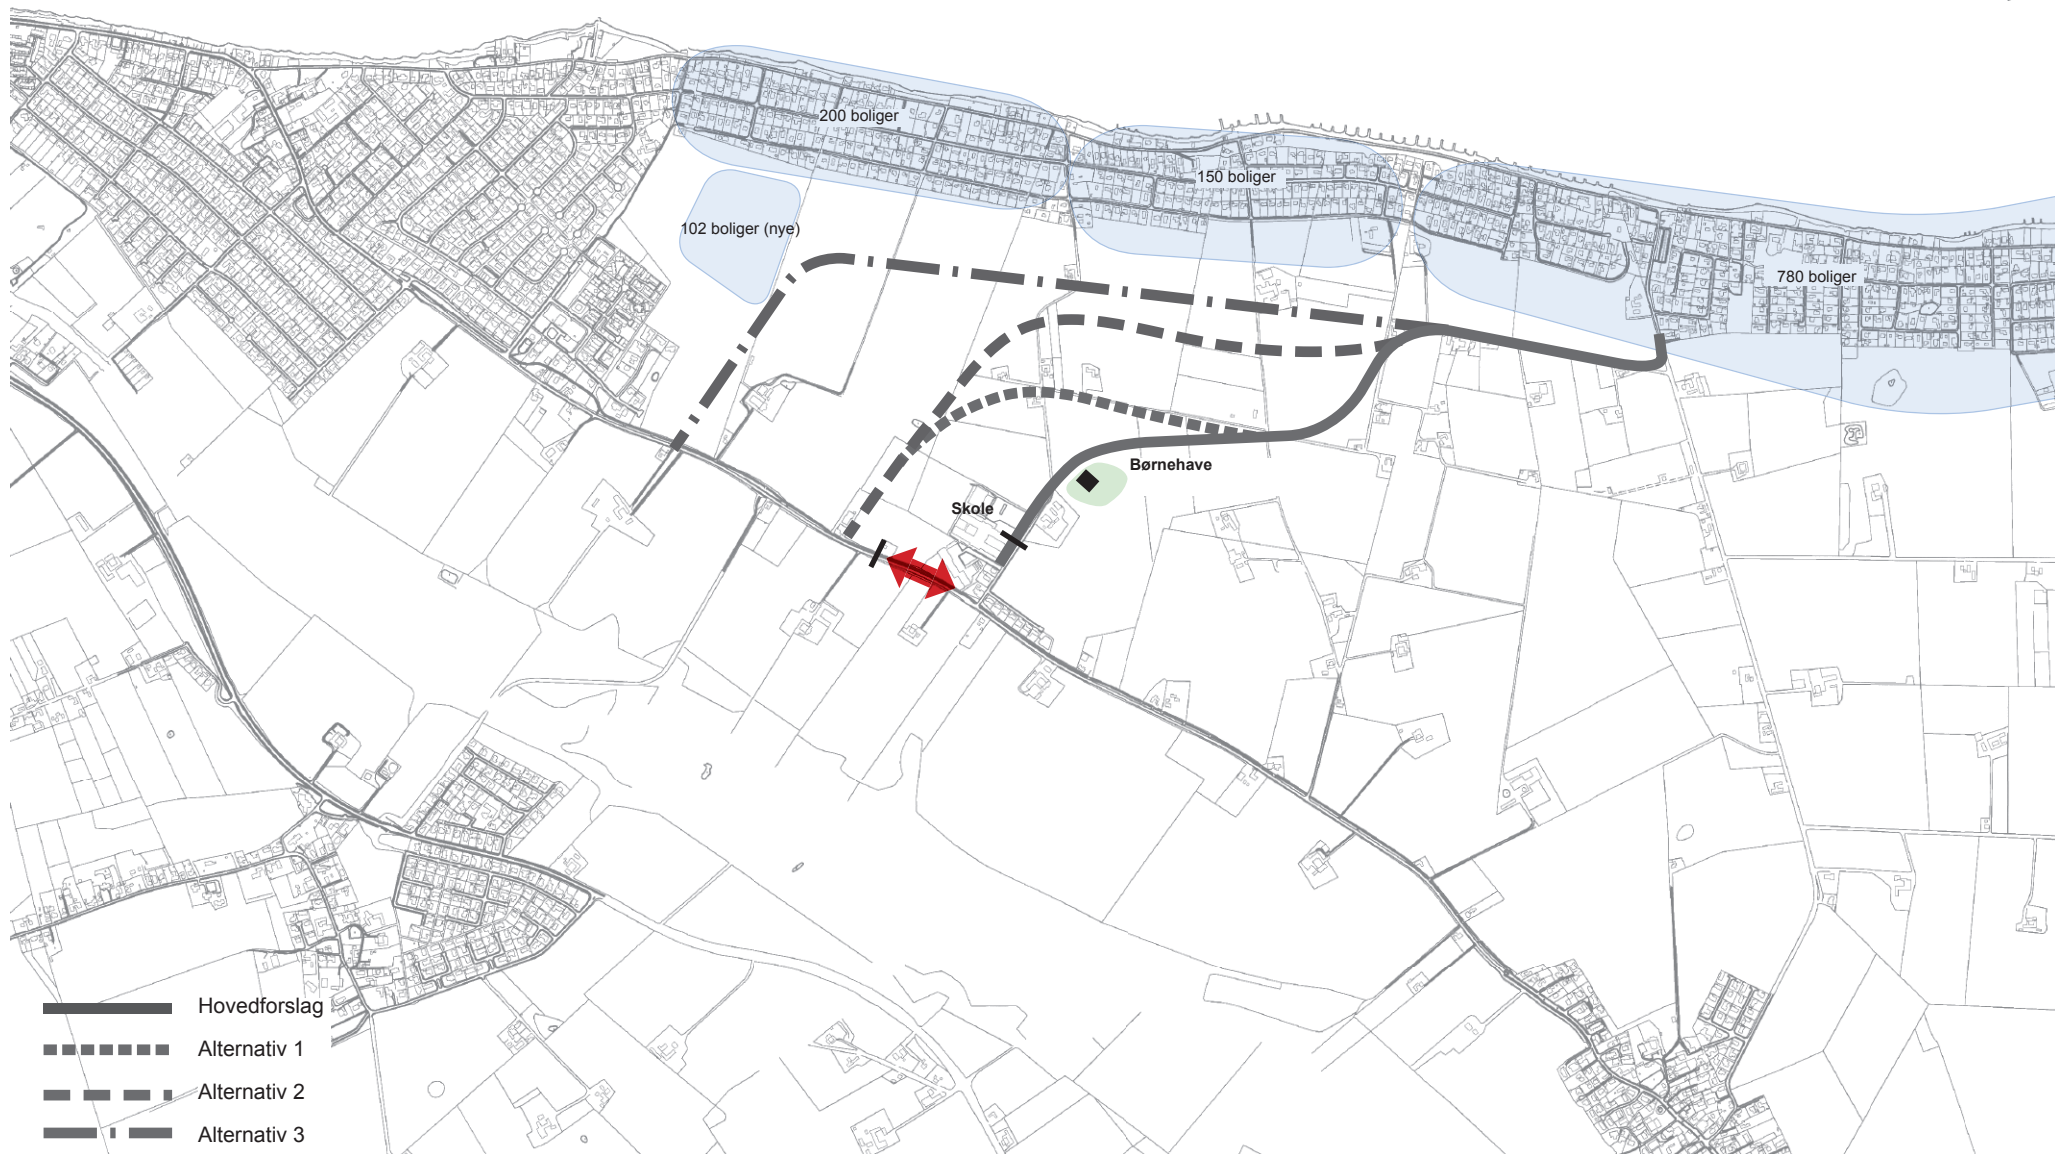 200 boliger
150 boliger
102 boliger (nye)
780 boliger
Børnehave
Skole
Hovedforslag
Alternativ 1
Alternativ 2
Alternativ 3